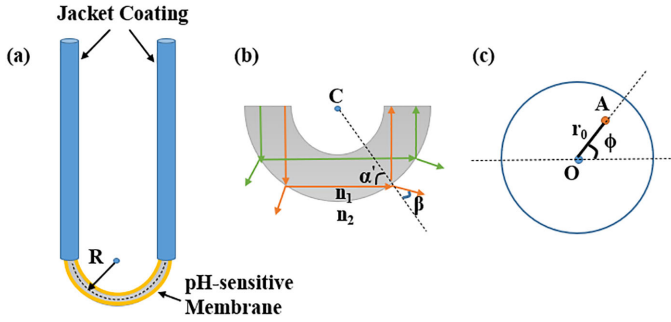 Jacket Coating
(a)
R
pH-sensitive
Membrane
(b)
C
α'
n₁
n₂
β
(c)
A
r₀
ϕ
O